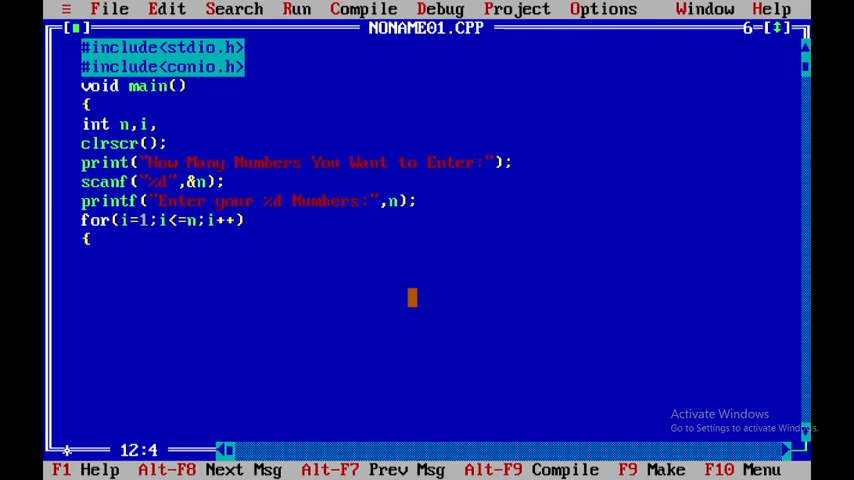 ≡ File Edit Search Run Compile Debug Project Options Window Help
[■] NONAME01.CPP 6=[↕]
#include<stdio.h>
#include<conio.h>
void main()
{
int n,i,
clrscr();
print("How Many Numbers You Want to Enter:");
scanf("%d",&n);
printf("Enter your %d Numbers:",n);
for(i=1;i<=n;i++)
{
Activate Windows
Go to Settings to activate Windows.
12:4
F1 Help Alt-F8 Next Msg Alt-F7 Prev Msg Alt-F9 Compile F9 Make F10 Menu